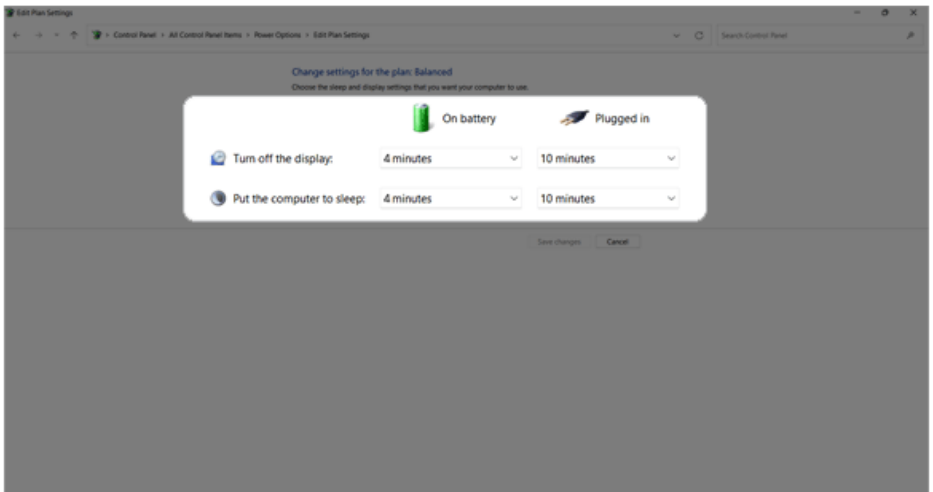 Edit Plan Settings
Control Panel > All Control Panel Items > Power Options > Edit Plan Settings
Search Control Panel
Change settings for the plan: Balanced
Choose the sleep and display settings that you want your computer to use.
On battery Plugged in
Turn off the display: 4 minutes 10 minutes
Put the computer to sleep: 4 minutes 10 minutes
Save changes Cancel